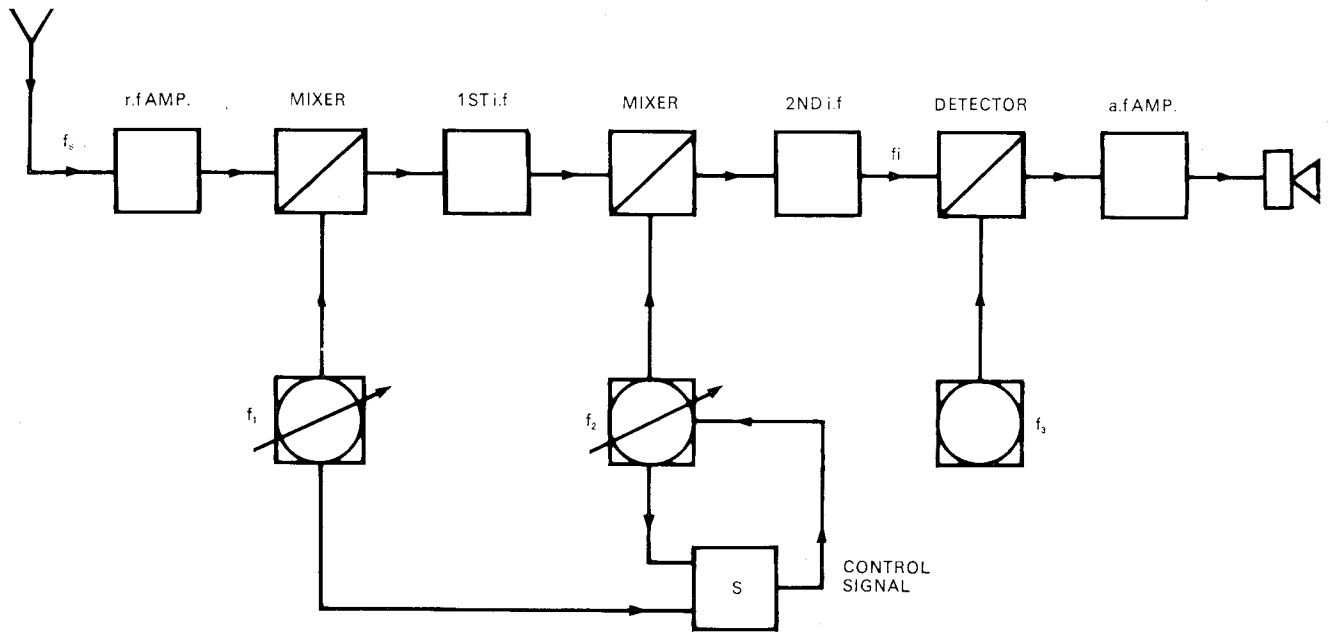 r.f AMP.
MIXER
1ST i.f
MIXER
2ND i.f
DETECTOR
a.f AMP.
fs
fi
f1
f2
f3
S
CONTROL
SIGNAL